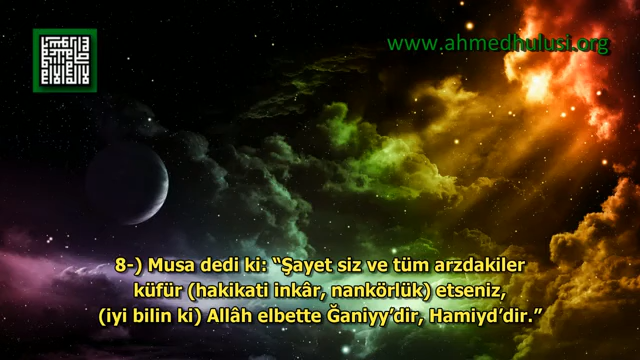 www.ahmedhulusi.org
8-) Musa dedi ki: “Şayet siz ve tüm arzdakiler
küfür (hakikati inkâr, nankörlük) etseniz,
(iyi bilin ki) Allâh elbette Ğaniyy’dir, Hamiyd’dir.”